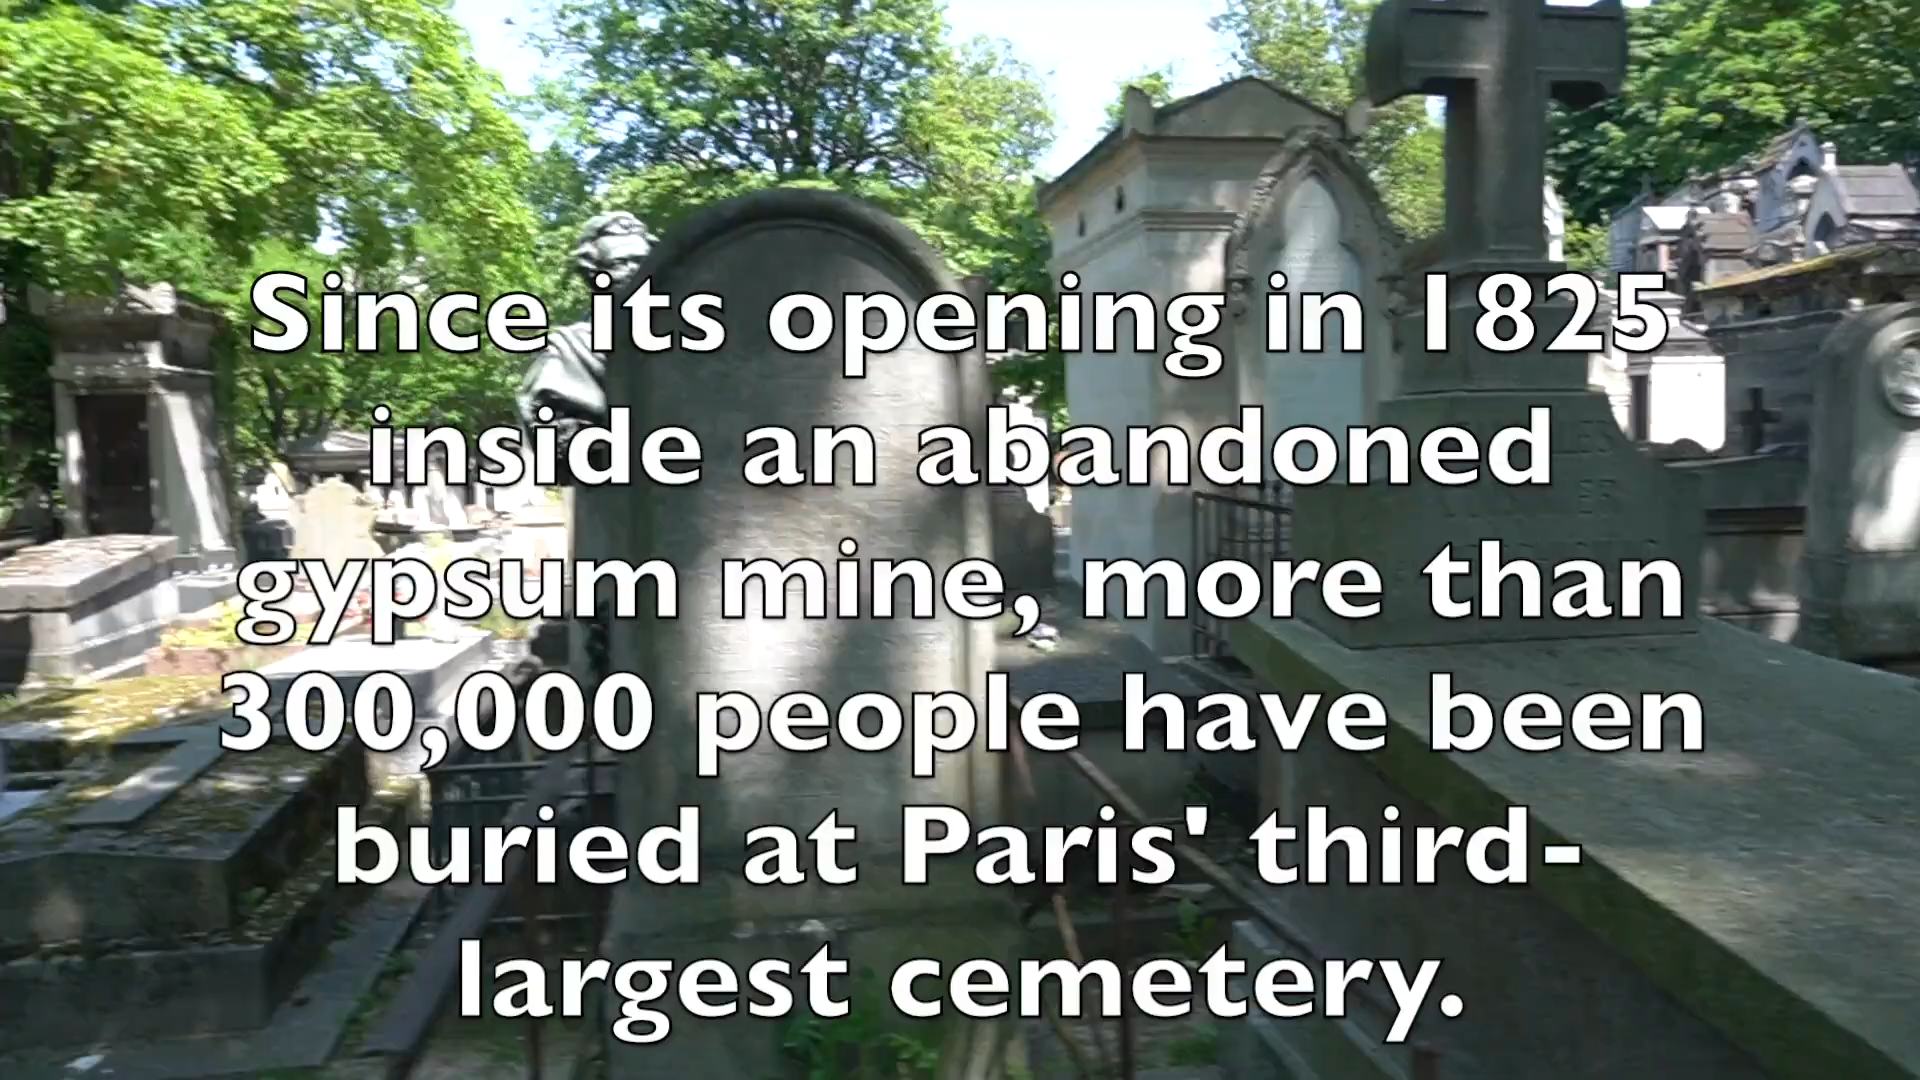 Since its opening in 1825
inside an abandoned
gypsum mine, more than
300,000 people have been
buried at Paris' third-
largest cemetery.